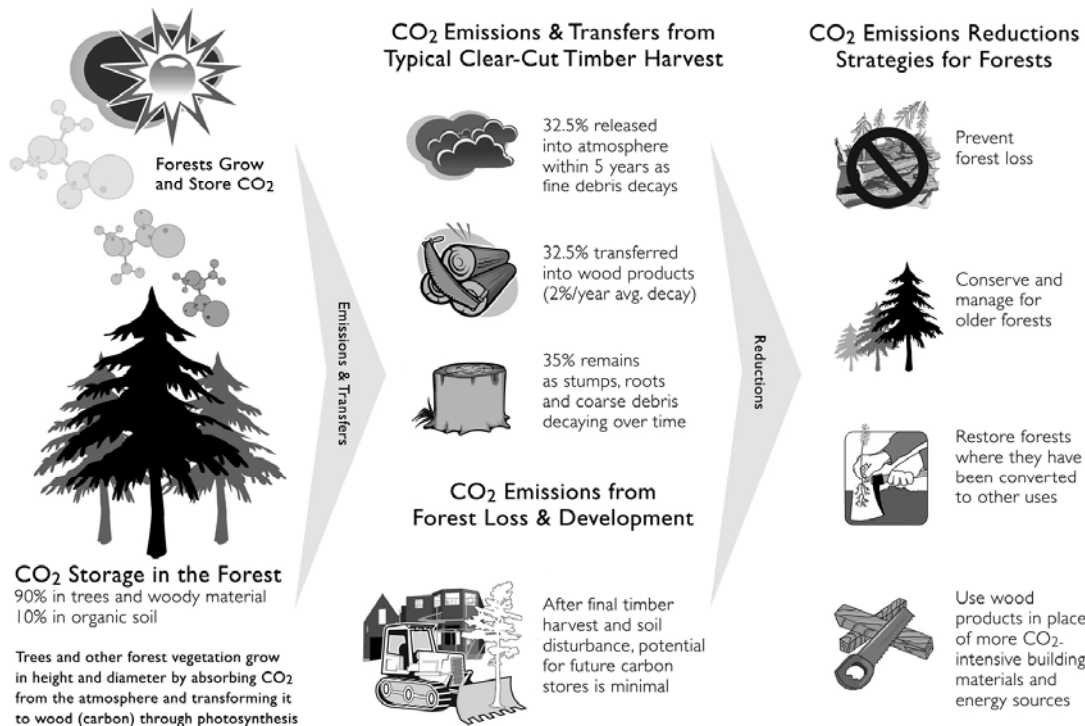 Forests Grow
and Store CO₂
CO₂ Storage in the Forest
90% in trees and woody material
10% in organic soil
Trees and other forest vegetation grow
in height and diameter by absorbing CO₂
from the atmosphere and transforming it
to wood (carbon) through photosynthesis
Emissions & Transfers
CO₂ Emissions & Transfers from
Typical Clear-Cut Timber Harvest
32.5% released
into atmosphere
within 5 years as
fine debris decays
32.5% transferred
into wood products
(2%/year avg. decay)
35% remains
as stumps, roots
and coarse debris
decaying over time
CO₂ Emissions from
Forest Loss & Development
After final timber
harvest and soil
disturbance, potential
for future carbon
stores is minimal
Reductions
CO₂ Emissions Reductions
Strategies for Forests
Prevent
forest loss
Conserve and
manage for
older forests
Restore forests
where they have
been converted
to other uses
Use wood
products in place
of more CO₂-
intensive building
materials and
energy sources